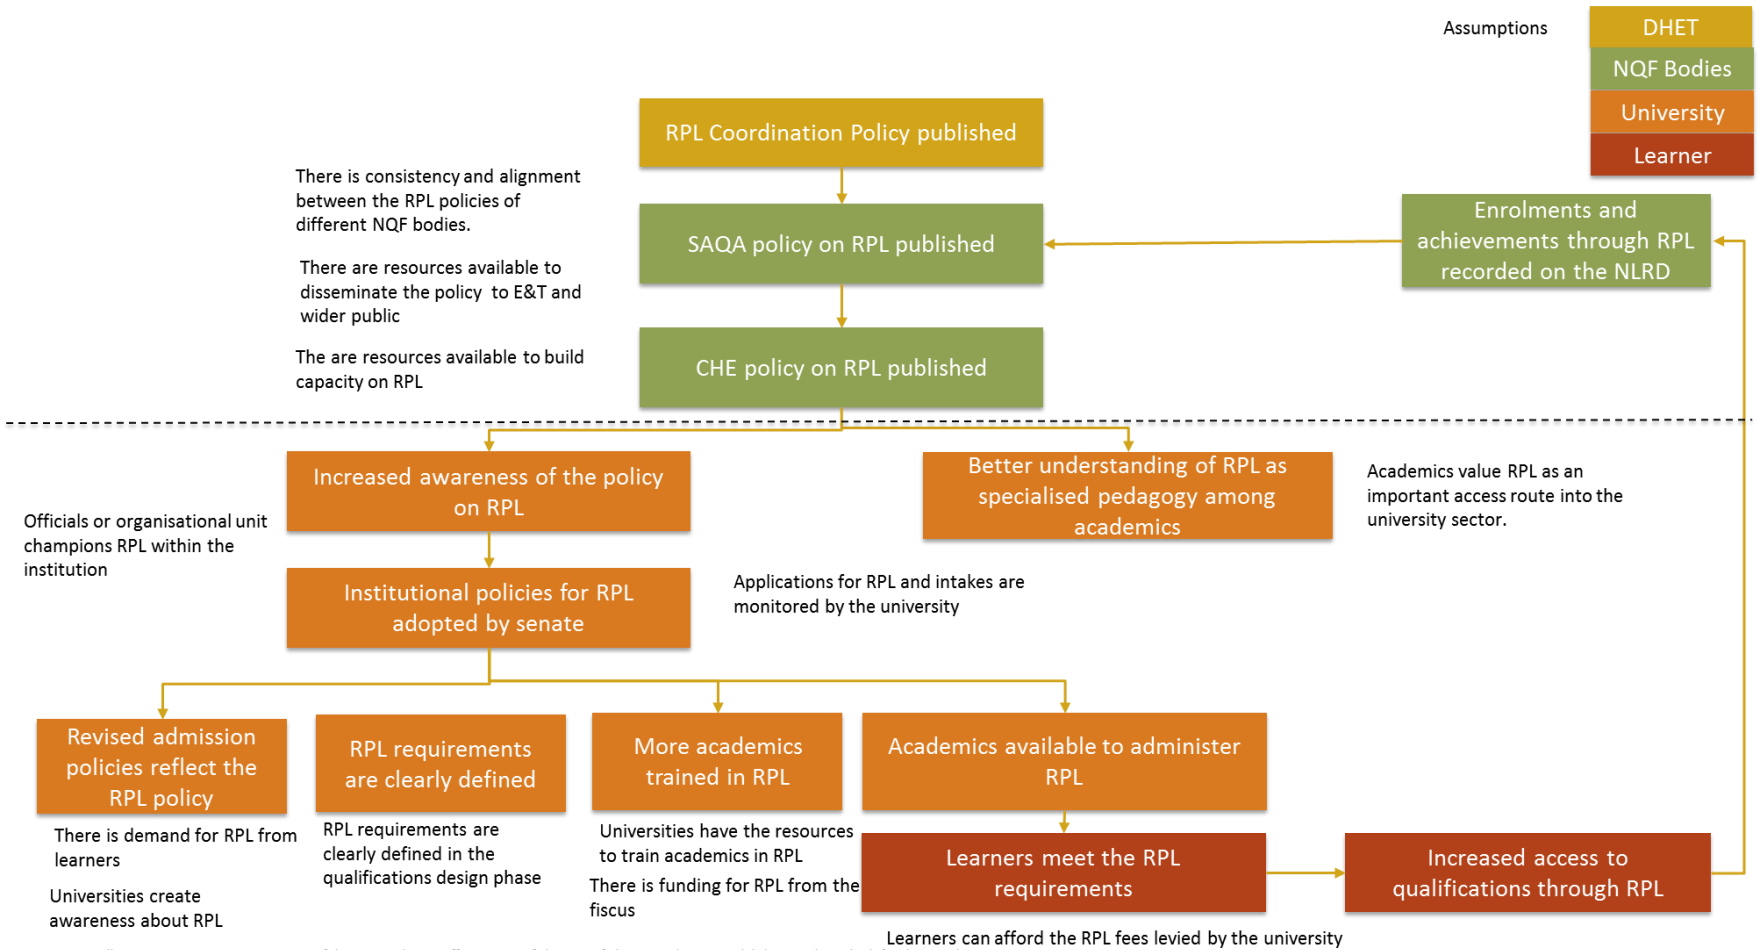 Assumptions
DHET
NQF Bodies
University
Learner
RPL Coordination Policy published
There is consistency and alignment
between the RPL policies of
different NQF bodies.
SAQA policy on RPL published
Enrolments and
achievements through RPL
recorded on the NLRD
There are resources available to
disseminate the policy to E&T and
wider public
The are resources available to build
capacity on RPL
CHE policy on RPL published
Increased awareness of the policy
on RPL
Better understanding of RPL as
specialised pedagogy among
academics
Academics value RPL as an
important access route into the
university sector.
Officials or organisational unit
champions RPL within the
institution
Institutional policies for RPL
adopted by senate
Applications for RPL and intakes are
monitored by the university
Revised admission
policies reflect the
RPL policy
RPL requirements
are clearly defined
More academics
trained in RPL
Academics available to administer
RPL
There is demand for RPL from
learners
Universities create
awareness about RPL
RPL requirements are
clearly defined in the
qualifications design phase
Universities have the resources
to train academics in RPL
There is funding for RPL from the
fiscus
Learners meet the RPL
requirements
Increased access to
qualifications through RPL
Learners can afford the RPL fees levied by the university